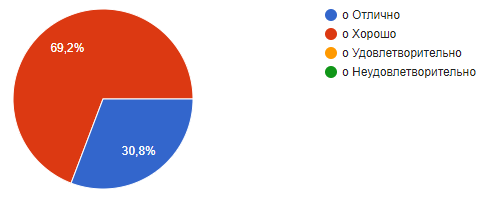 69,2%
30,8%
о Отлично
о Хорошо
о Удовлетворительно
о Неудовлетворительно